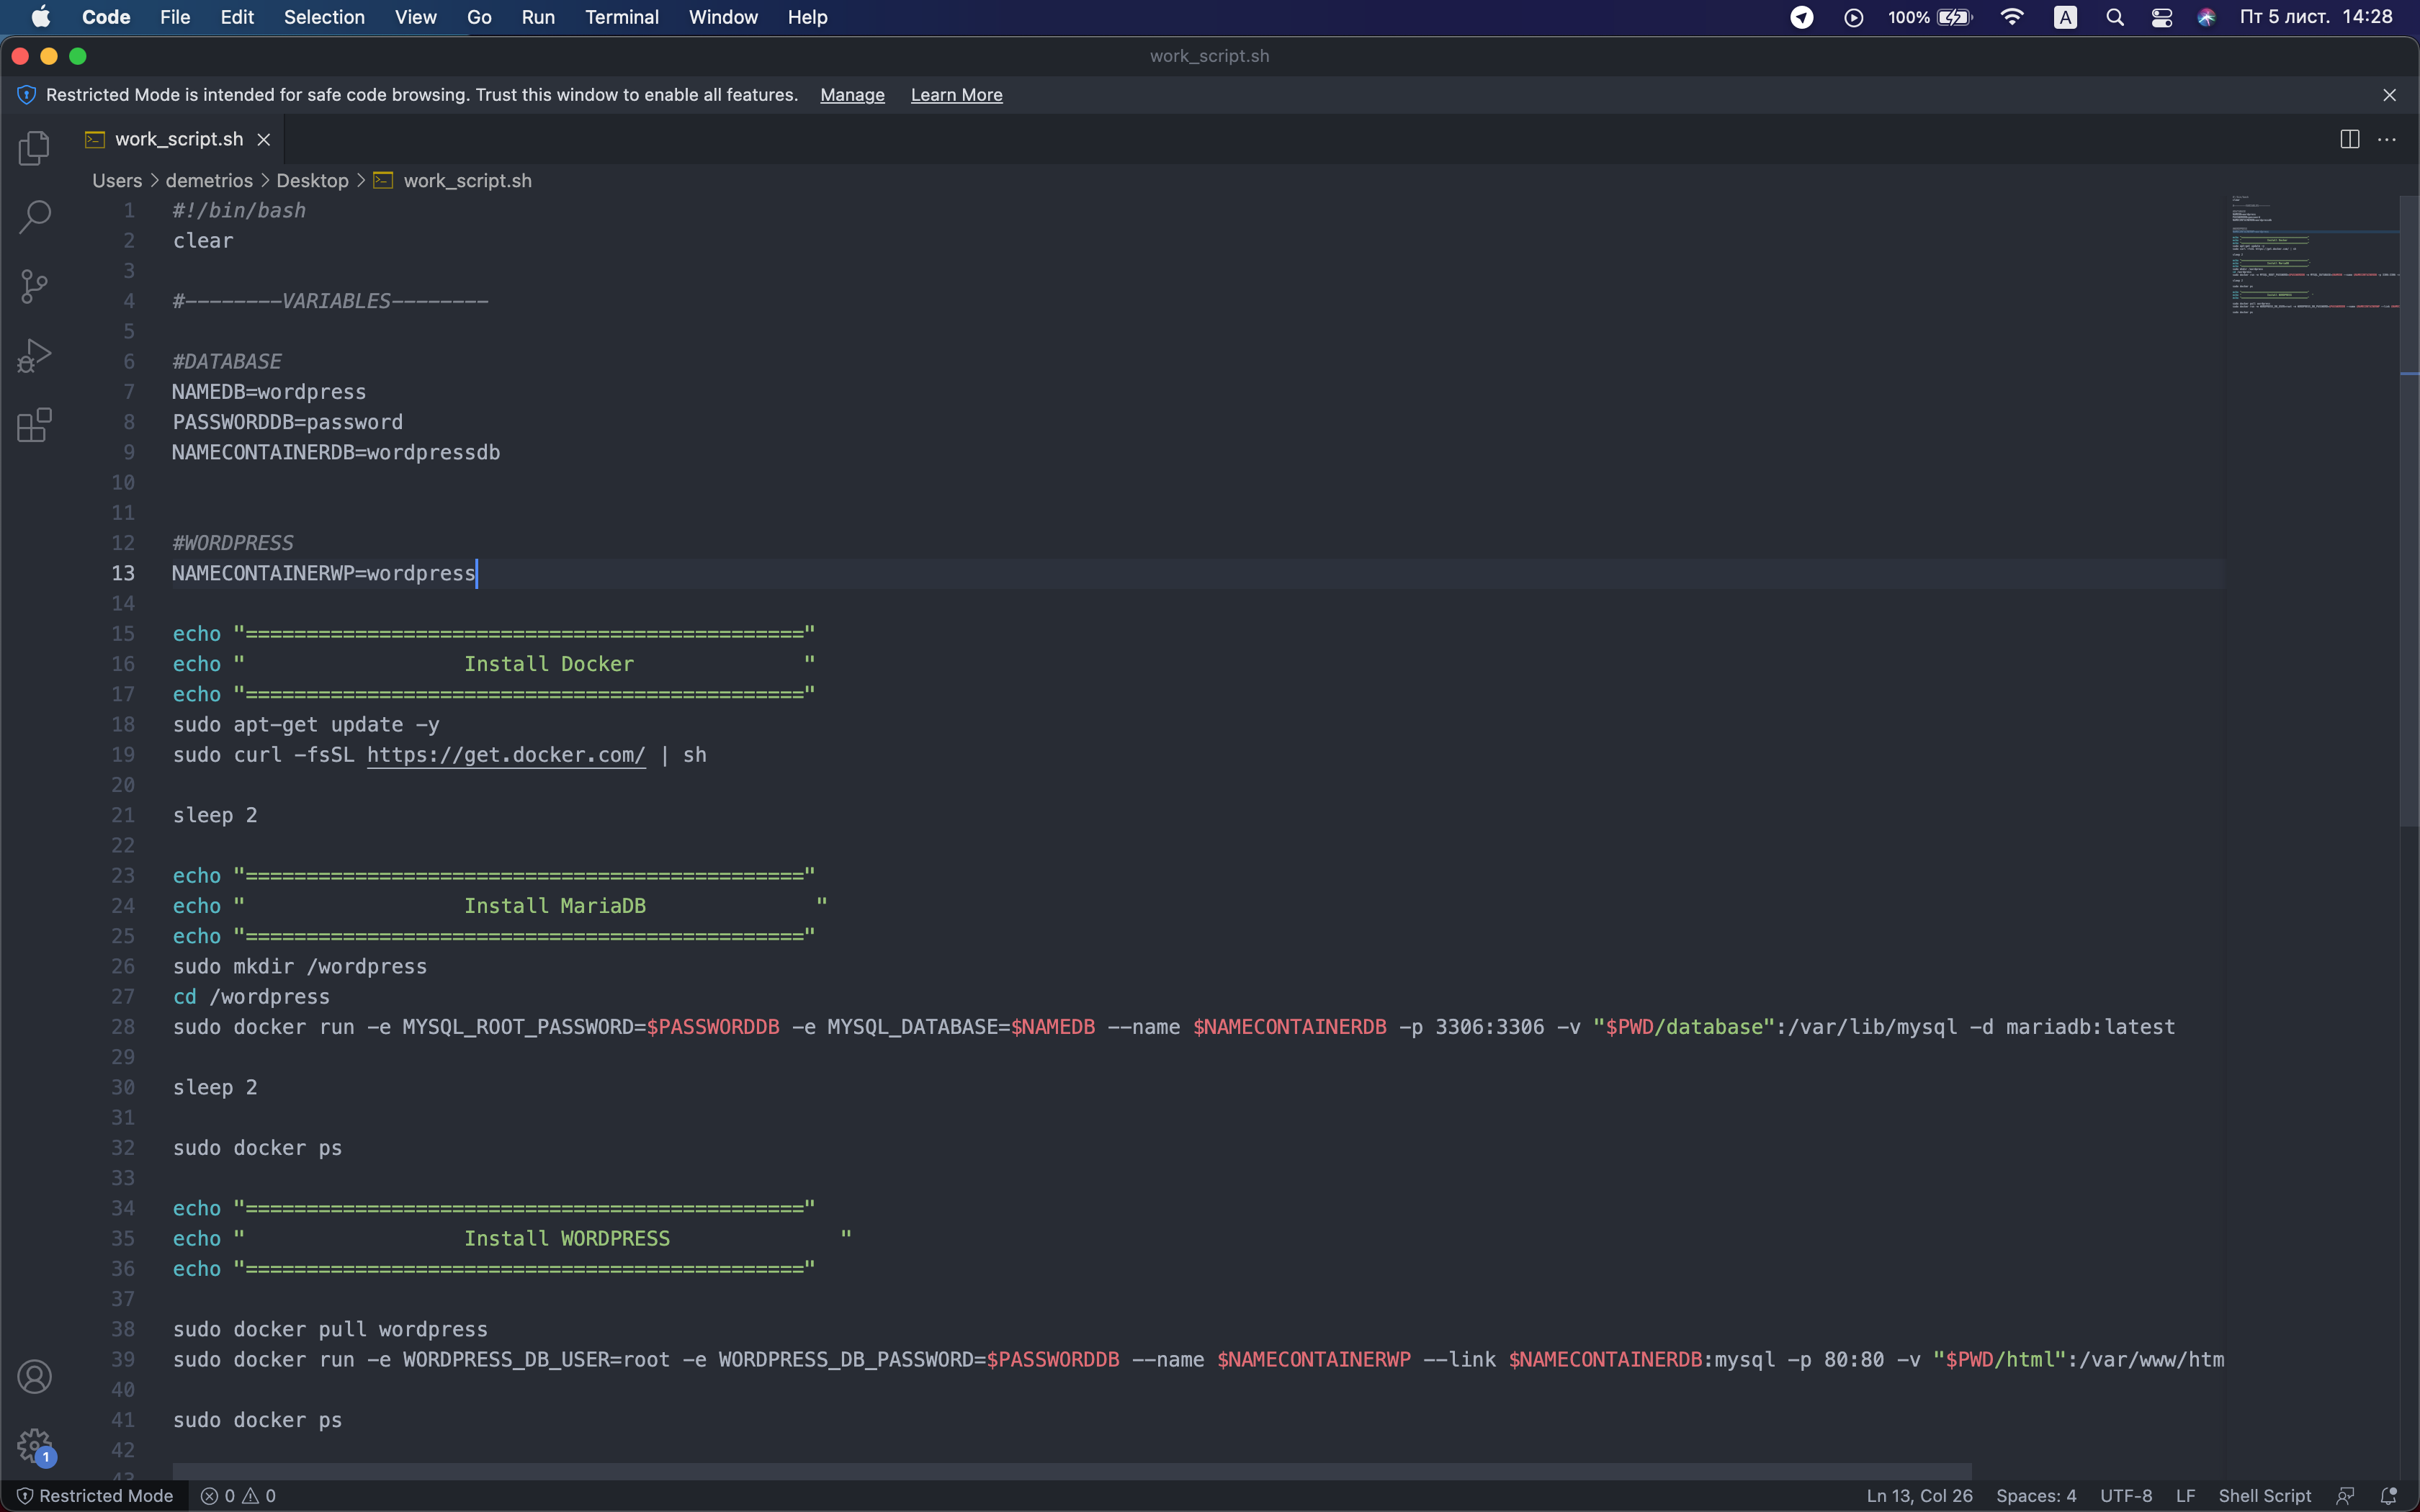 Code File Edit Selection View Go Run Terminal Window Help 100% A Пт 5 лист. 14:28
work_script.sh
Restricted Mode is intended for safe code browsing. Trust this window to enable all features. Manage Learn More
work_script.sh
Users > demetrios > Desktop > work_script.sh
1 #!/bin/bash
2 clear
3
4 #--------VARIABLES--------
5
6 #DATABASE
7 NAMEDB=wordpress
8 PASSWORDDB=password
9 NAMECONTAINERDB=wordpressdb
10
11
12 #WORDPRESS
13 NAMECONTAINERWP=wordpress
14
15 echo "=============================================="
16 echo "                  Install Docker              "
17 echo "=============================================="
18 sudo apt-get update -y
19 sudo curl -fsSL https://get.docker.com/ | sh
20
21 sleep 2
22
23 echo "=============================================="
24 echo "                  Install MariaDB              "
25 echo "=============================================="
26 sudo mkdir /wordpress
27 cd /wordpress
28 sudo docker run -e MYSQL_ROOT_PASSWORD=$PASSWORDDB -e MYSQL_DATABASE=$NAMEDB --name $NAMECONTAINERDB -p 3306:3306 -v "$PWD/database":/var/lib/mysql -d mariadb:latest
29
30 sleep 2
31
32 sudo docker ps
33
34 echo "=============================================="
35 echo "                  Install WORDPRESS              "
36 echo "=============================================="
37
38 sudo docker pull wordpress
39 sudo docker run -e WORDPRESS_DB_USER=root -e WORDPRESS_DB_PASSWORD=$PASSWORDDB --name $NAMECONTAINERWP --link $NAMECONTAINERDB:mysql -p 80:80 -v "$PWD/html":/var/www/htm
40
41 sudo docker ps
42
43
1
Restricted Mode 0 0 Ln 13, Col 26 Spaces: 4 UTF-8 LF Shell Script